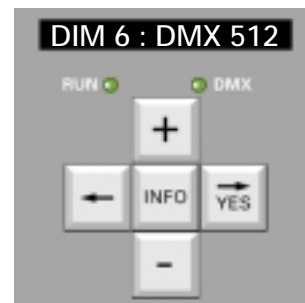 DIM 6 : DMX 512
RUN DMX
+
← INFO → YES
-